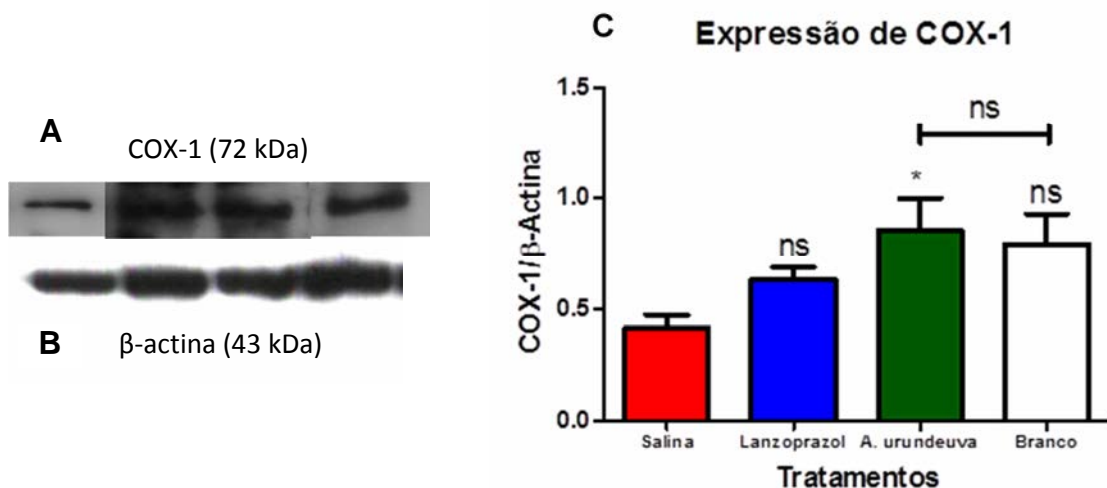 A
COX-1 (72 kDa)
B
β-actina (43 kDa)
C
Expressão de COX-1
COX-1/β-Actina
1.5
1.0
0.5
0.0
ns
*
ns
ns
Salina
Lanzoprazol
A. urundeuva
Branco
Tratamentos